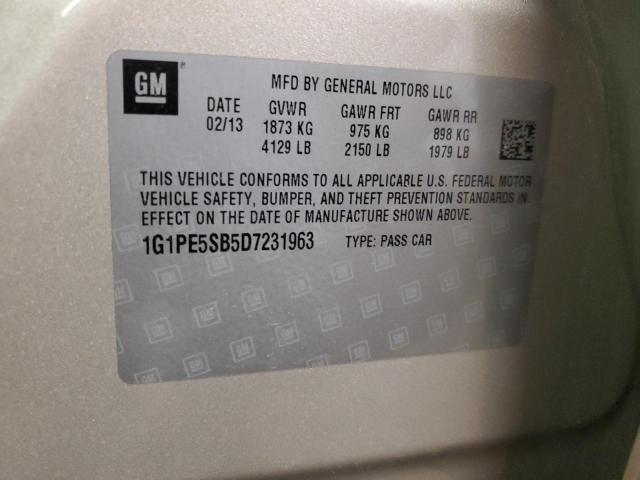 GM ®
MFD BY GENERAL MOTORS LLC
DATE GVWR GAWR FRT GAWR RR
02/13 1873 KG 975 KG 898 KG
4129 LB 2150 LB 1979 LB
THIS VEHICLE CONFORMS TO ALL APPLICABLE U.S. FEDERAL MOTOR
VEHICLE SAFETY, BUMPER, AND THEFT PREVENTION STANDARDS IN
EFFECT ON THE DATE OF MANUFACTURE SHOWN ABOVE.
1G1PE5SB5D7231963 TYPE: PASS CAR